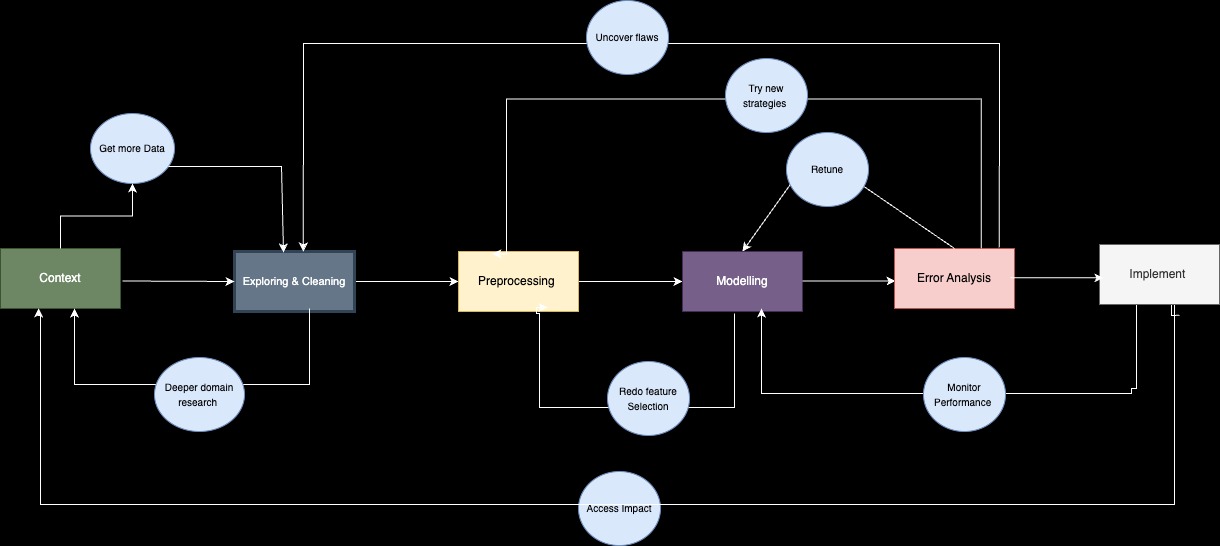 Uncover flaws
Try new
strategies
Get more Data
Retune
Context
Exploring & Cleaning
Preprocessing
Modelling
Error Analysis
Implement
Deeper domain
research
Redo feature
Selection
Monitor
Performance
Access Impact